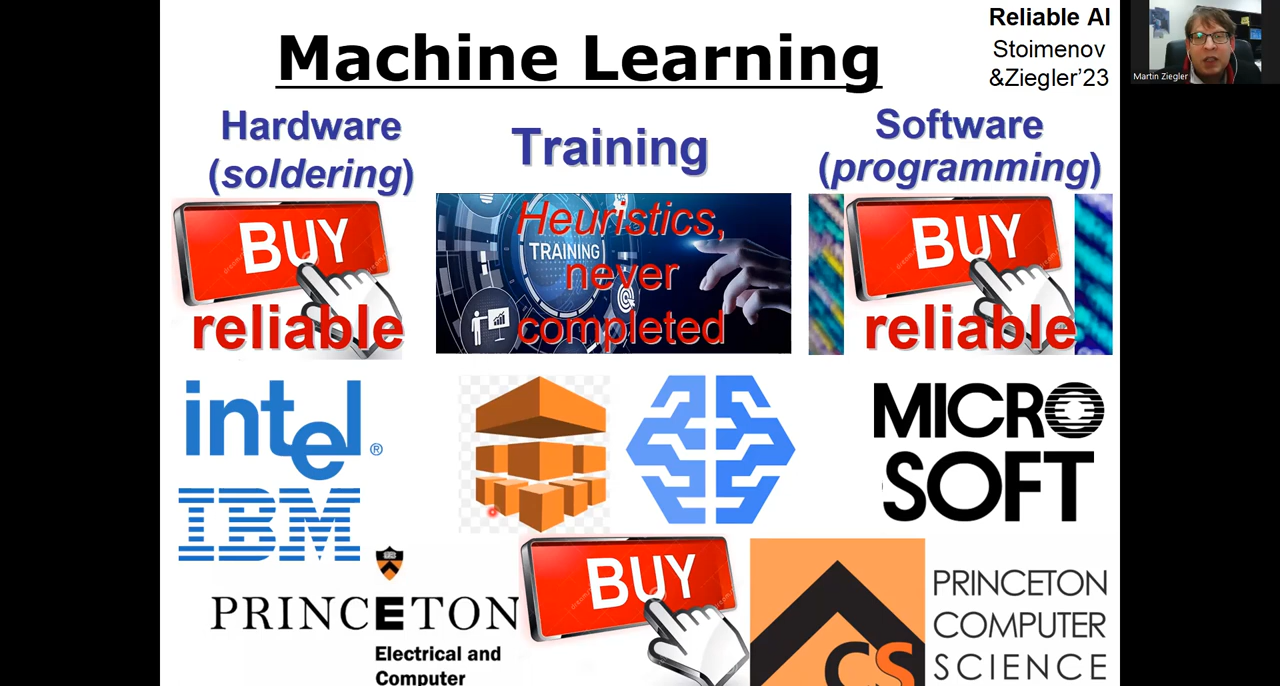 Machine Learning
Reliable AI
Stoimenov
&Ziegler'23
Martin Ziegler
Hardware
(soldering)
BUY
reliable
Training
Heuristics,
TRAINING
never
completed
Software
(programming)
BUY
reliable
intel®
IBM
MICRO
SOFT
PRINCETON
Electrical and
Computer
BUY
CS
PRINCETON
COMPUTER
SCIENCE